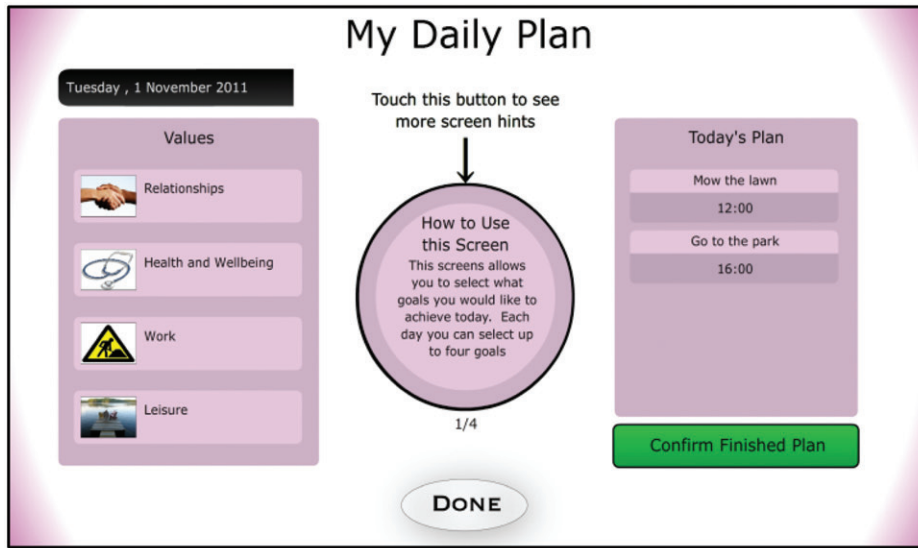 My Daily Plan
Tuesday , 1 November 2011
Values
Relationships
Health and Wellbeing
Work
Leisure
Touch this button to see
more screen hints
How to Use
this Screen
This screens allows
you to select what
goals you would like to
achieve today. Each
day you can select up
to four goals
1/4
Today's Plan
Mow the lawn
12:00
Go to the park
16:00
Confirm Finished Plan
DONE